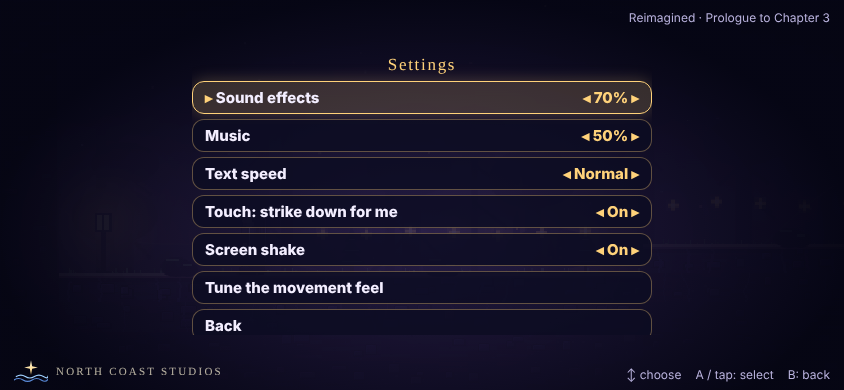 Reimagined · Prologue to Chapter 3
Settings
▸ Sound effects ◂ 70% ▸
Music ◂ 50% ▸
Text speed ◂ Normal ▸
Touch: strike down for me ◂ On ▸
Screen shake ◂ On ▸
Tune the movement feel
Back
NORTH COAST STUDIOS
↕ choose A / tap: select B: back